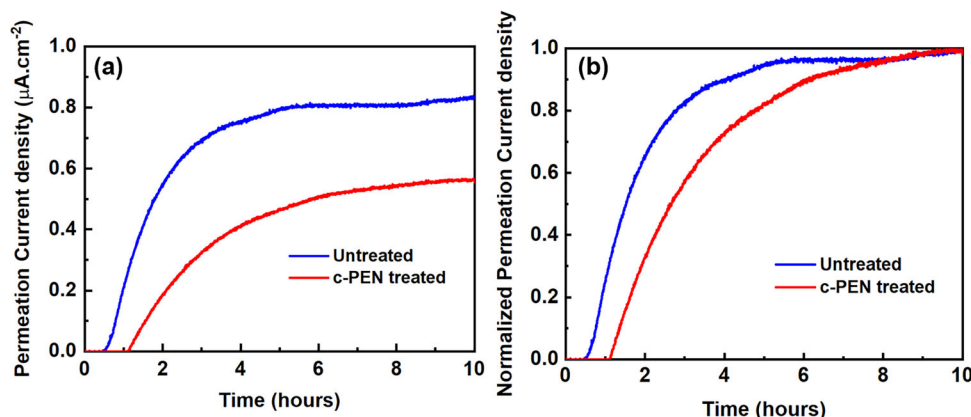 (a)
Permeation Current density (µA.cm⁻²)
1.0
0.8
0.6
0.4
0.2
0.0
Untreated
c-PEN treated
0 2 4 6 8 10
Time (hours)
(b)
Normalized Permeation Current density
1.0
0.8
0.6
0.4
0.2
0.0
Untreated
c-PEN treated
0 2 4 6 8 10
Time (hours)